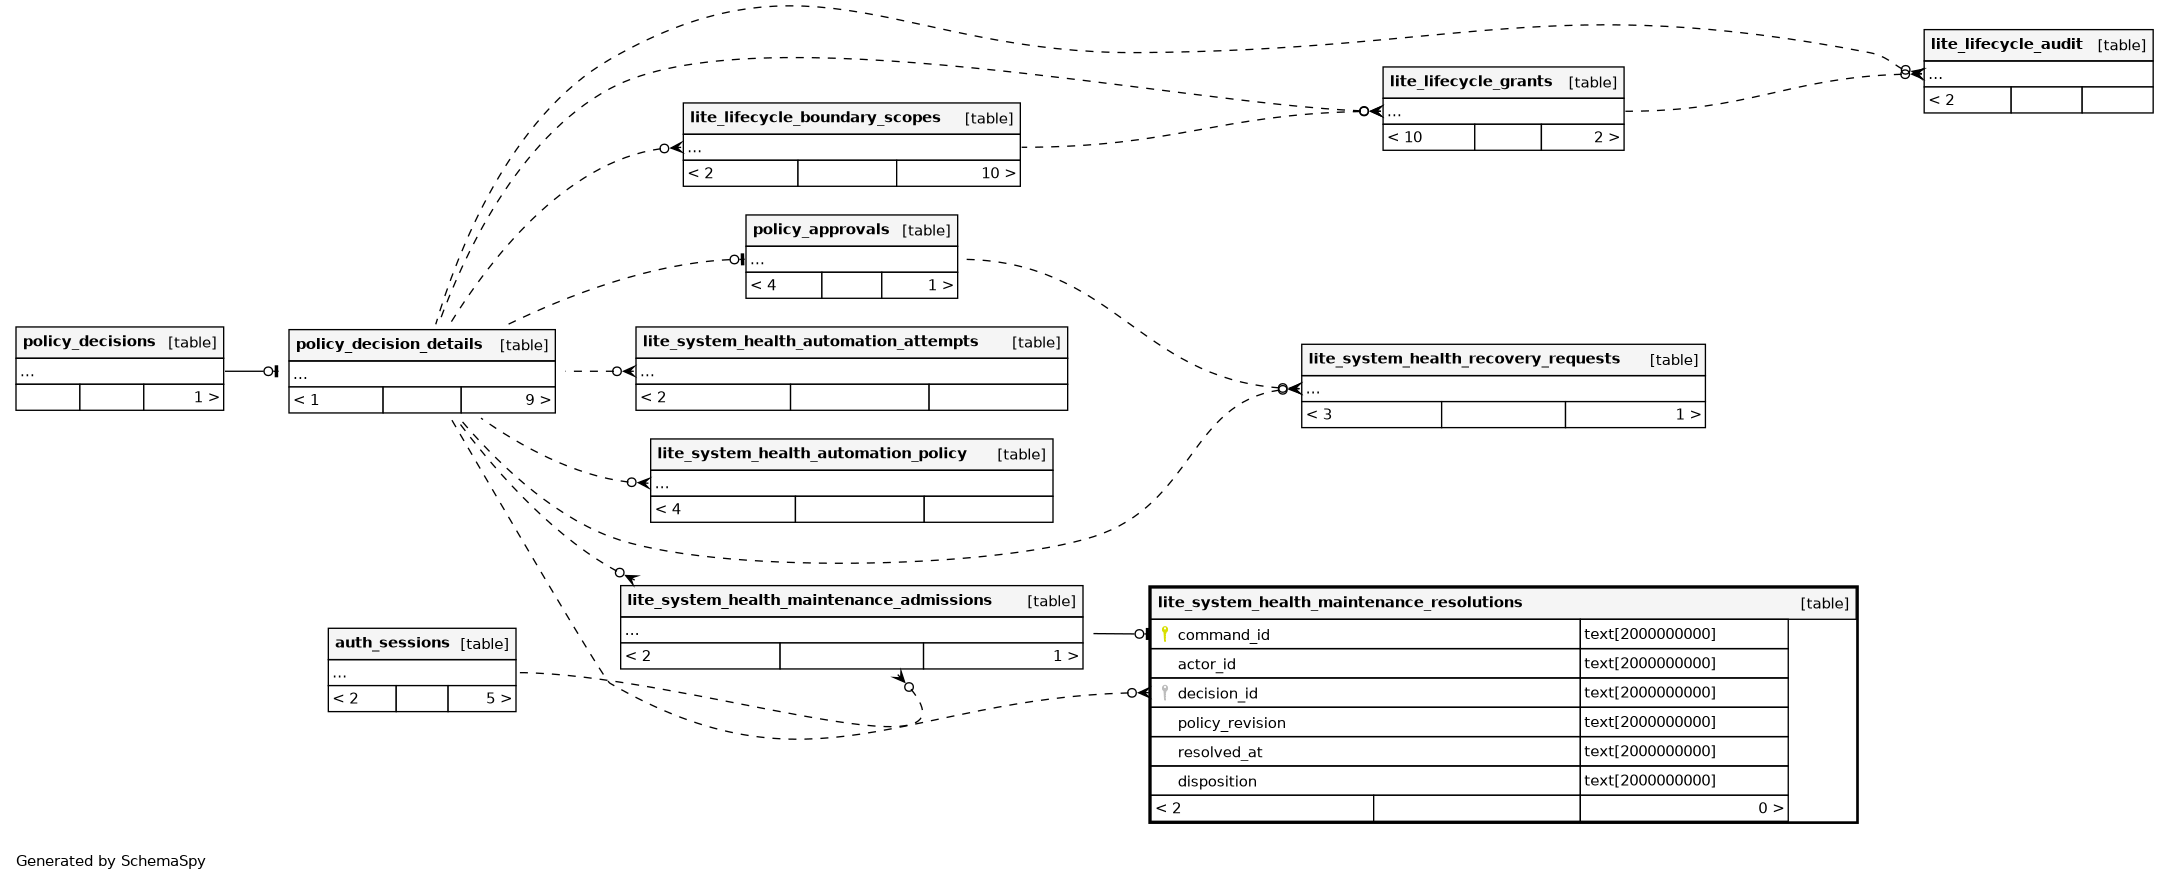 lite_lifecycle_audit [table]
...
< 2
lite_lifecycle_grants [table]
...
< 10 2 >
lite_lifecycle_boundary_scopes [table]
...
< 2 10 >
policy_approvals [table]
...
< 4 1 >
policy_decisions [table]
...
1 >
policy_decision_details [table]
...
< 1 9 >
lite_system_health_automation_attempts [table]
...
< 2
lite_system_health_recovery_requests [table]
...
< 3 1 >
lite_system_health_automation_policy [table]
...
< 4
lite_system_health_maintenance_admissions [table]
...
< 2 1 >
auth_sessions [table]
...
< 2 5 >
lite_system_health_maintenance_resolutions [table]
command_id text[2000000000]
actor_id text[2000000000]
decision_id text[2000000000]
policy_revision text[2000000000]
resolved_at text[2000000000]
disposition text[2000000000]
< 2 0 >
Generated by SchemaSpy